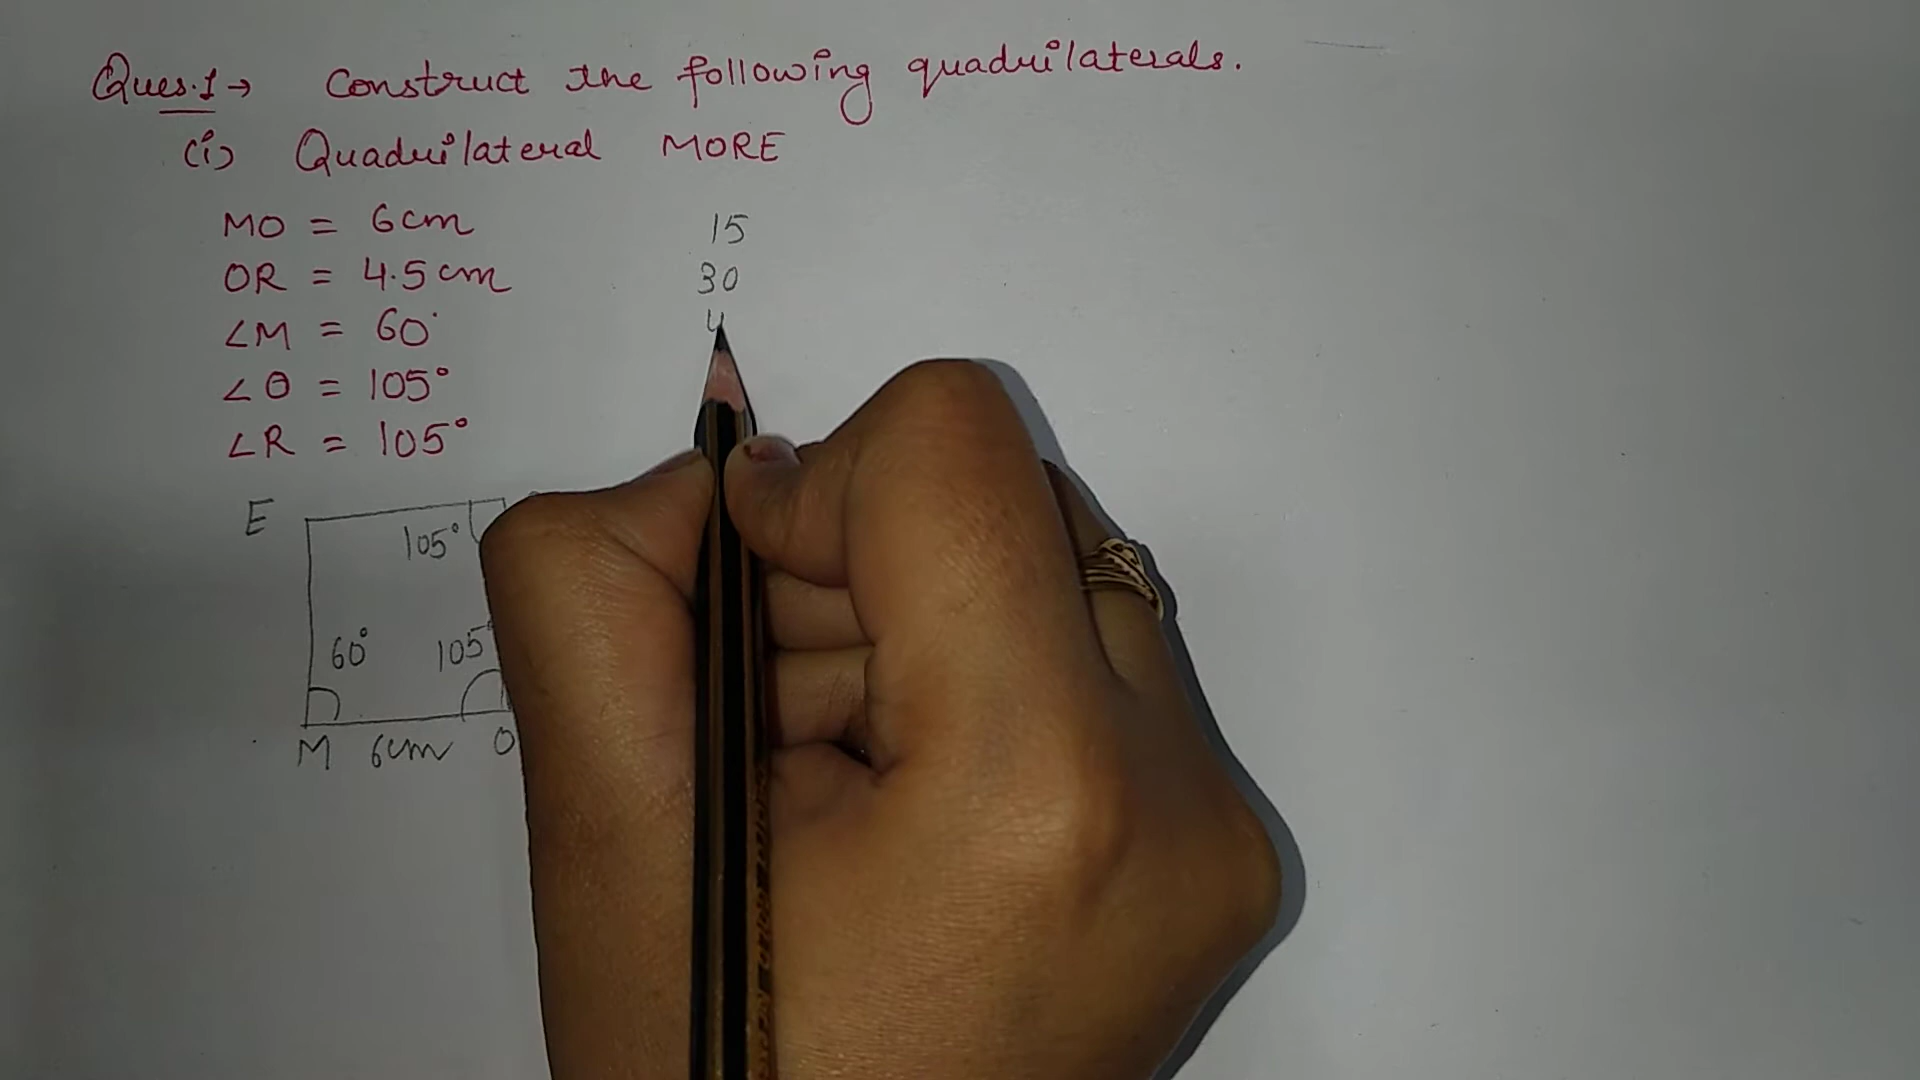 Ques.1→ Construct the following quadrilaterals.
(i) Quadrilateral MORE
MO = 6cm
OR = 4.5cm
∠M = 60°
∠O = 105°
∠R = 105°
15
30
4
E
105°
60°
105°
M 6cm O